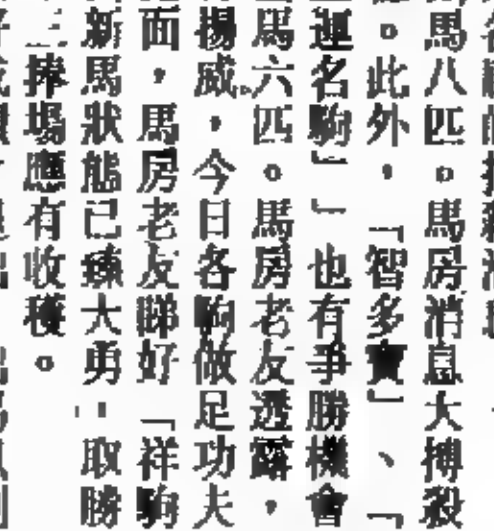 馬八匹。馬房消息大搏殺
。此外，「智多寶」、「
運名駒」」也有爭勝機會
馬六匹。馬房老友透露，
揚威，今日各駒做足功夫
面，馬房老友睇好「祥駒
新馬狀態已臻大勇，取勝
三捧場應有收穫。